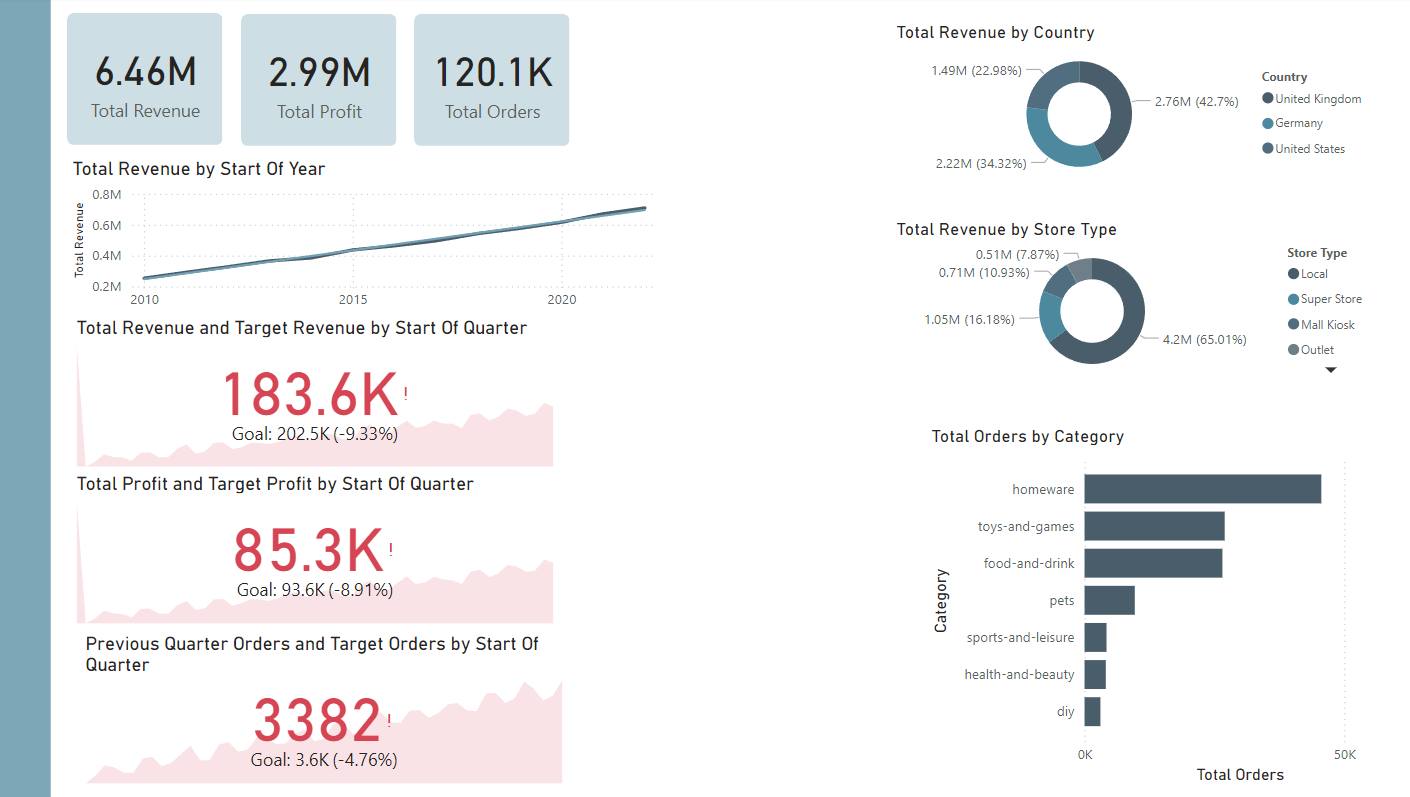 6.46M
Total Revenue
2.99M
Total Profit
120.1K
Total Orders
Total Revenue by Start Of Year
Total Revenue
0.8M
0.6M
0.4M
0.2M
2010
2015
2020
Total Revenue and Target Revenue by Start Of Quarter
183.6K!
Goal: 202.5K (-9.33%)
Total Profit and Target Profit by Start Of Quarter
85.3K!
Goal: 93.6K (-8.91%)
Previous Quarter Orders and Target Orders by Start Of
Quarter
3382!
Goal: 3.6K (-4.76%)
Total Revenue by Country
1.49M (22.98%)
2.76M (42.7%)
2.22M (34.32%)
Country
United Kingdom
Germany
United States
Total Revenue by Store Type
0.51M (7.87%)
0.71M (10.93%)
1.05M (16.18%)
4.2M (65.01%)
Store Type
Local
Super Store
Mall Kiosk
Outlet
Total Orders by Category
Category
homeware
toys-and-games
food-and-drink
pets
sports-and-leisure
health-and-beauty
diy
0K
50K
Total Orders